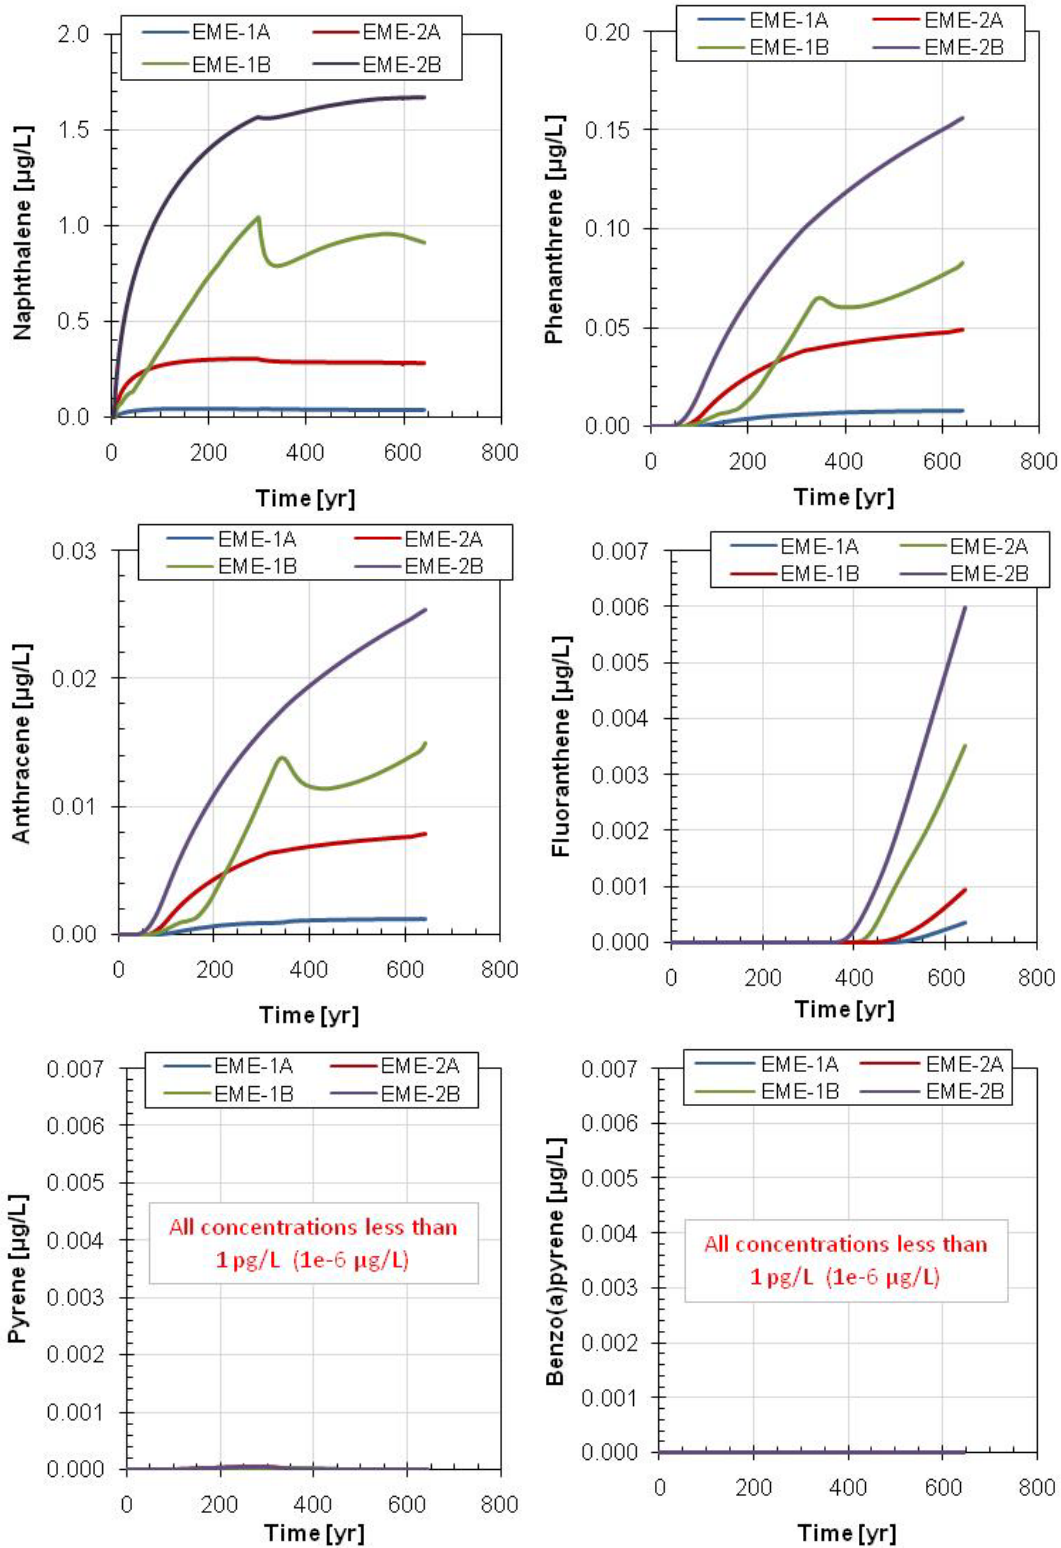 EME-1A EME-2A
EME-1B EME-2B
Naphthalene [µg/L]
2.0
1.5
1.0
0.5
0.0
0 200 400 600 800
Time [yr]
EME-1A EME-2A
EME-1B EME-2B
Phenanthrene [µg/L]
0.20
0.15
0.10
0.05
0.00
0 200 400 600 800
Time [yr]
EME-1A EME-2A
EME-1B EME-2B
Anthracene [µg/L]
0.03
0.02
0.01
0.00
0 200 400 600 800
Time [yr]
EME-1A EME-2A
EME-1B EME-2B
Fluoranthene [µg/L]
0.007
0.006
0.005
0.004
0.003
0.002
0.001
0.000
0 200 400 600 800
Time [yr]
EME-1A EME-2A
EME-1B EME-2B
Pyrene [µg/L]
0.007
0.006
0.005
0.004
0.003
0.002
0.001
0.000
All concentrations less than
1 pg/L (1e-6 µg/L)
0 200 400 600 800
Time [yr]
EME-1A EME-2A
EME-1B EME-2B
Benzo(a)pyrene [µg/L]
0.007
0.006
0.005
0.004
0.003
0.002
0.001
0.000
All concentrations less than
1 pg/L (1e-6 µg/L)
0 200 400 600 800
Time [yr]